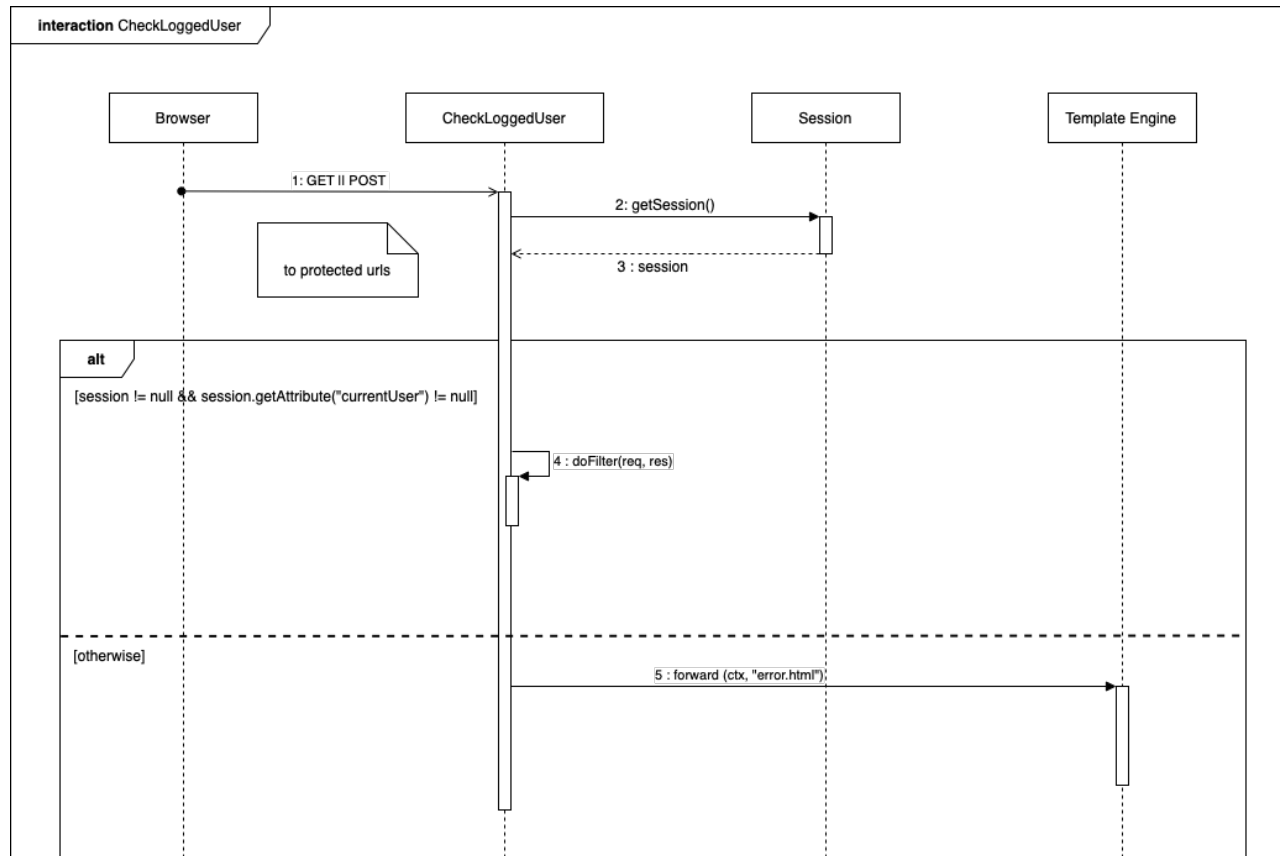 interaction CheckLoggedUser
Browser
CheckLoggedUser
Session
Template Engine
1: GET || POST
2: getSession()
to protected urls
3 : session
alt
[session != null && session.getAttribute("currentUser") != null]
4 : doFilter(req, res)
[otherwise]
5 : forward (ctx, "error.html")